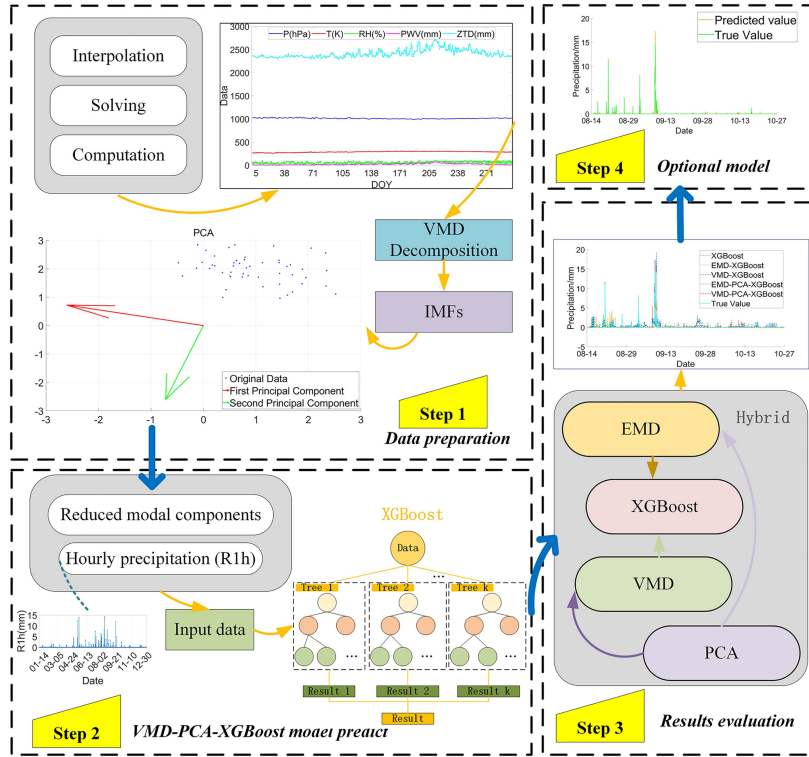 Interpolation
Solving
Computation
P(hPa) T(K) RH(%) PWV(mm) ZTD(mm)
Data
3000
2500
2000
1500
1000
500
0
5 38 71 105 138 171 205 238 271
DOY
VMD
Decomposition
IMFs
PCA
3
2
1
0
-1
-2
-3
-3 -2 -1 0 1 2 3
Original Data
First Principal Component
Second Principal Component
Step 1
Data preparation
Reduced modal components
Hourly precipitation (R1h)
R1h(mm)
15
10
5
0
01-14 03-05 04-24 06-13 08-02 09-21 11-10 12-30
Date
Input data
XGBoost
Data
...
Tree 1 Tree 2 Tree k
... ... ...
Result 1 Result 2 Result k
Result
Step 2
VMD-PCA-XGBoost model predict
Predicted value
True Value
Precipitation/mm
20
15
10
5
0
08-14 08-29 09-13 09-28 10-13 10-27
Date
Step 4
Optional model
XGBoost
EMD-XGBoost
VMD-XGBoost
EMD-PCA-XGBoost
VMD-PCA-XGBoost
True Value
Precipitation/mm
20
15
10
5
0
-5
08-14 08-29 09-13 09-28 10-13 10-27
Date
Hybrid
EMD
XGBoost
VMD
PCA
Step 3
Results evaluation